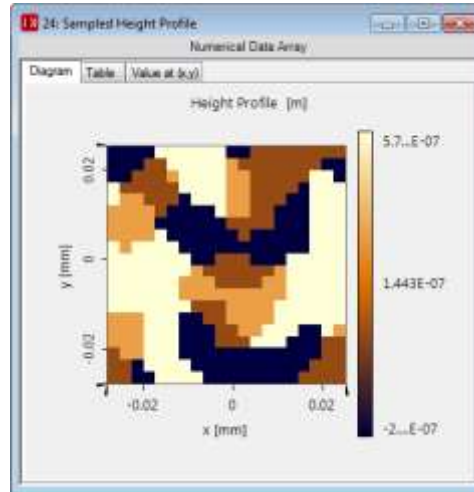 24: Sampled Height Profile
Numerical Data Array
Diagram Table Value at (x,y)
Height Profile [m]
5.7...E-07
1.443E-07
-2...E-07
0.02
0
-0.02
y [mm]
-0.02 0 0.02
x [mm]